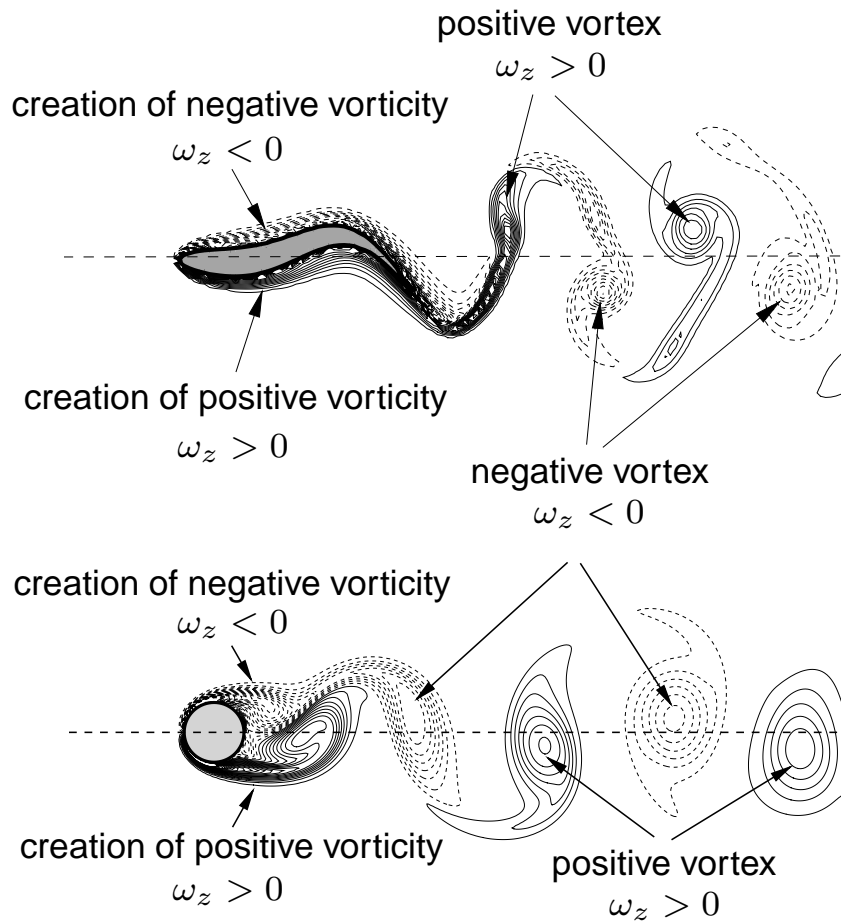 positive vortex
ω_z > 0
creation of negative vorticity
ω_z < 0
creation of positive vorticity
ω_z > 0
negative vortex
ω_z < 0
creation of negative vorticity
ω_z < 0
creation of positive vorticity
ω_z > 0
positive vortex
ω_z > 0